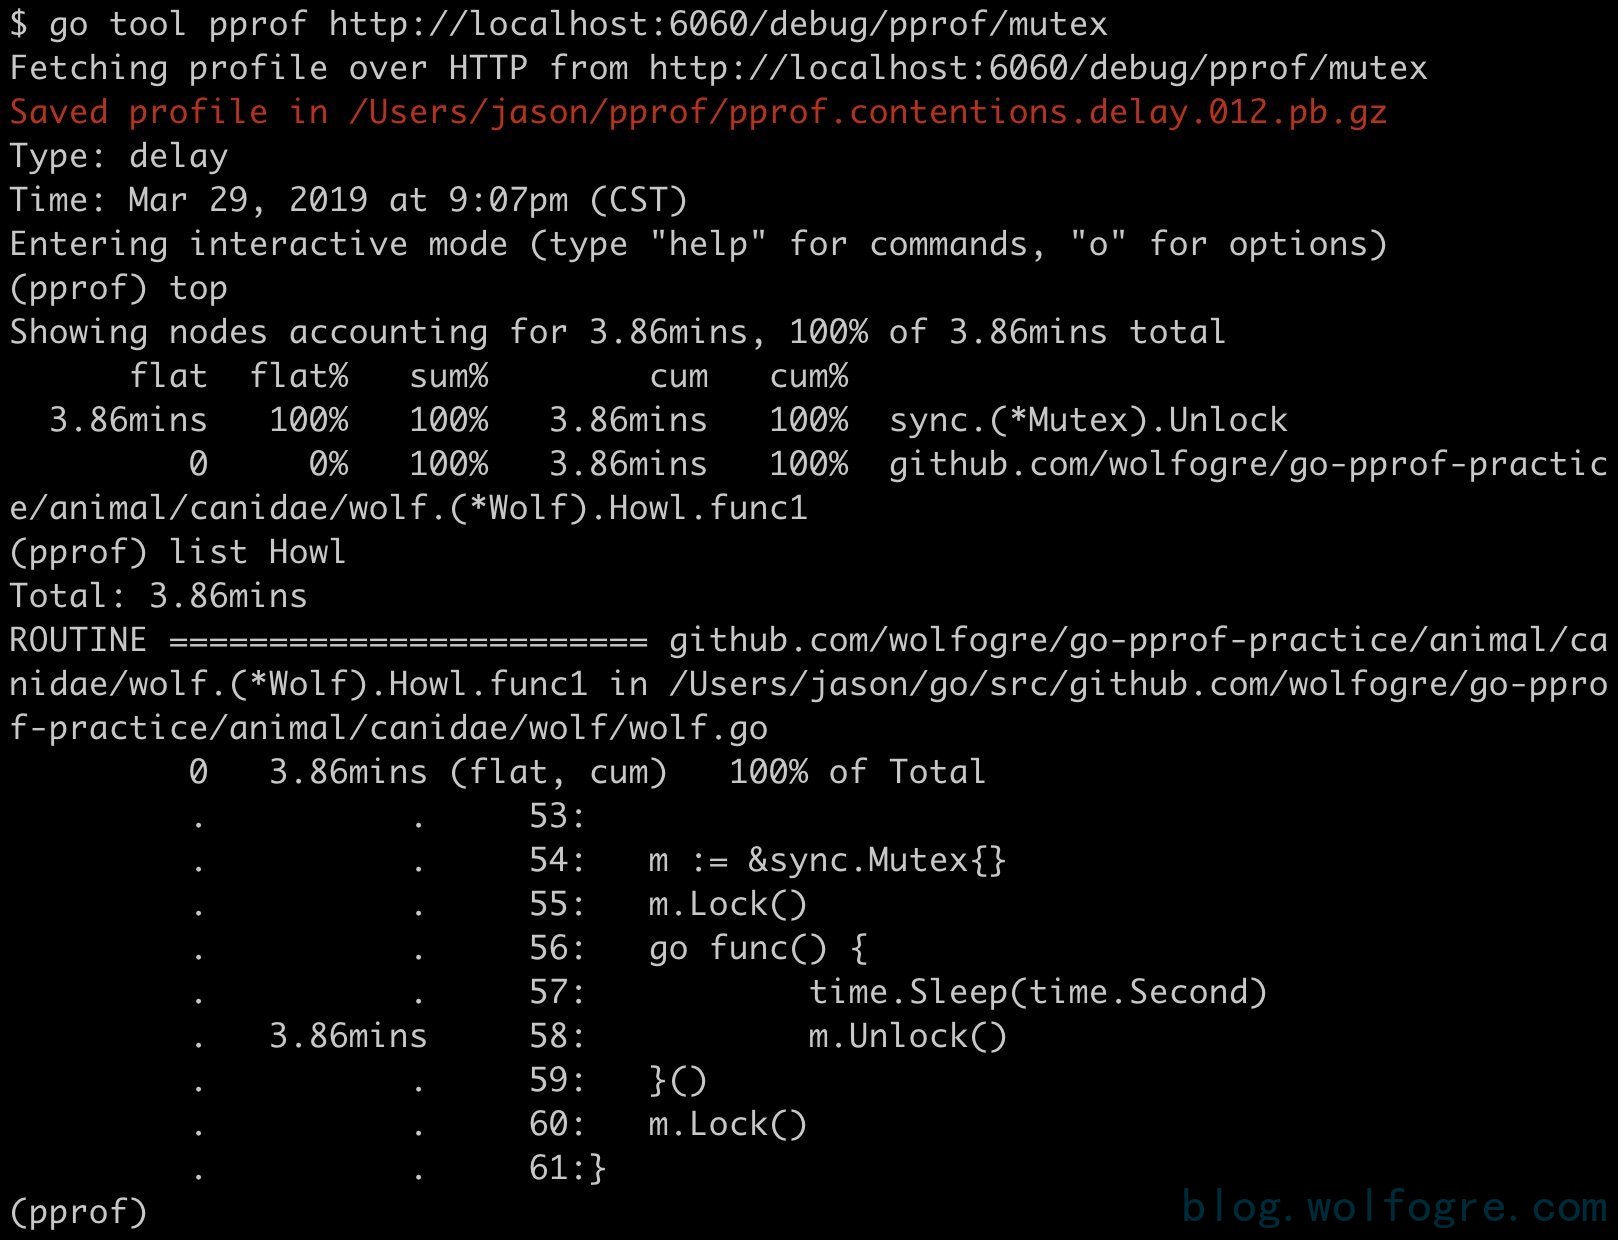 $ go tool pprof http://localhost:6060/debug/pprof/mutex
Fetching profile over HTTP from http://localhost:6060/debug/pprof/mutex
Saved profile in /Users/jason/pprof/pprof.contentions.delay.012.pb.gz
Type: delay
Time: Mar 29, 2019 at 9:07pm (CST)
Entering interactive mode (type "help" for commands, "o" for options)
(pprof) top
Showing nodes accounting for 3.86mins, 100% of 3.86mins total
      flat  flat%   sum%        cum   cum%
  3.86mins   100%   100%   3.86mins   100%  sync.(*Mutex).Unlock
         0     0%   100%   3.86mins   100%  github.com/wolfogre/go-pprof-practic
e/animal/canidae/wolf.(*Wolf).Howl.func1
(pprof) list Howl
Total: 3.86mins
ROUTINE ======================== github.com/wolfogre/go-pprof-practice/animal/ca
nidae/wolf.(*Wolf).Howl.func1 in /Users/jason/go/src/github.com/wolfogre/go-ppro
f-practice/animal/canidae/wolf/wolf.go
         0   3.86mins (flat, cum)   100% of Total
         .          .     53:
         .          .     54:   m := &sync.Mutex{}
         .          .     55:   m.Lock()
         .          .     56:   go func() {
         .          .     57:           time.Sleep(time.Second)
         .   3.86mins     58:           m.Unlock()
         .          .     59:   }()
         .          .     60:   m.Lock()
         .          .     61:}
(pprof)
blog.wolfogre.com